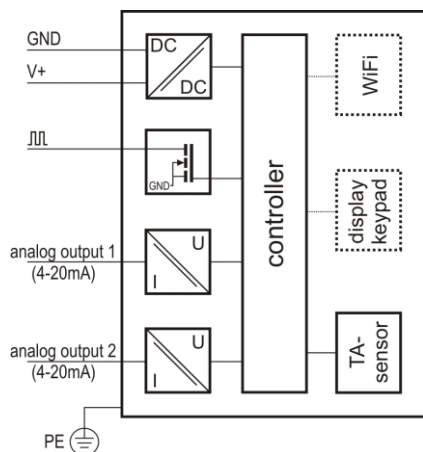 GND
V+
DC
DC
GND
analog output 1
(4-20mA)
U
I
analog output 2
(4-20mA)
U
I
PE
controller
WiFi
display
keypad
TA-
sensor